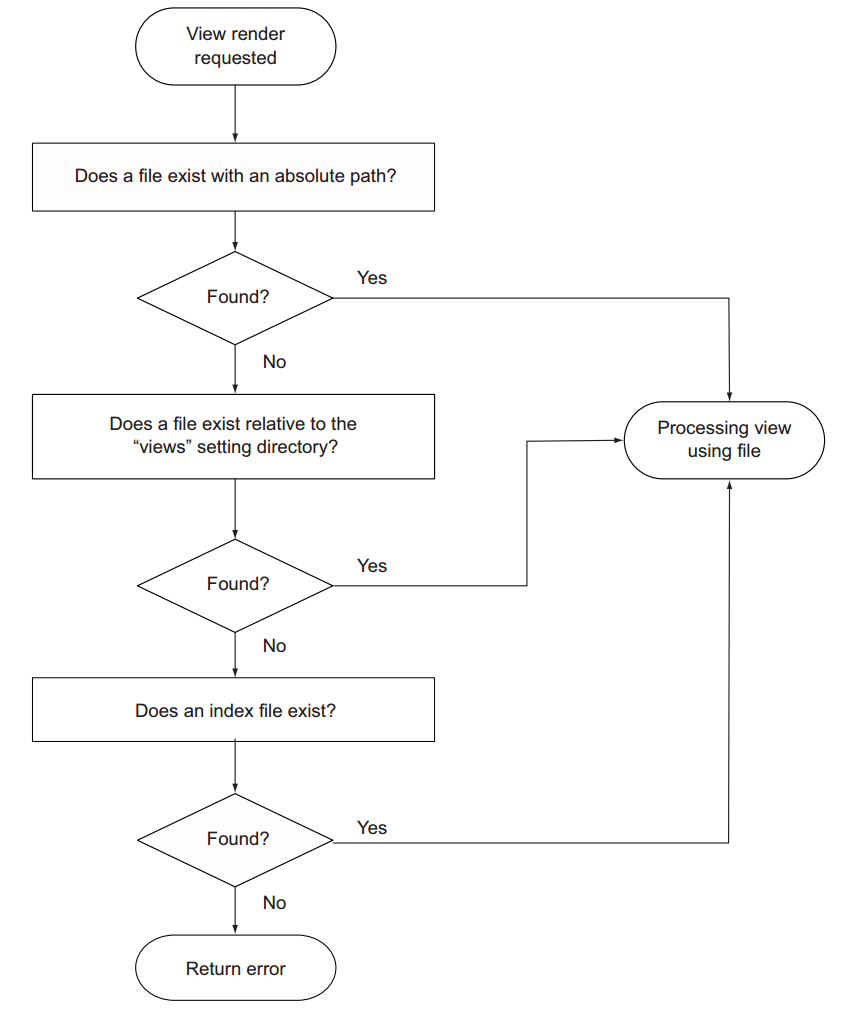 View render
requested
Does a file exist with an absolute path?
Found?
Yes
No
Does a file exist relative to the
“views” setting directory?
Processing view
using file
Found?
Yes
No
Does an index file exist?
Found?
Yes
No
Return error